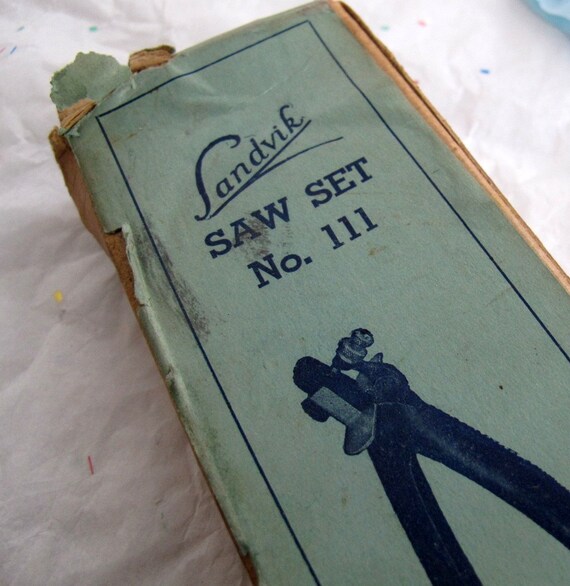 Sandvik
SAW SET
No. 111